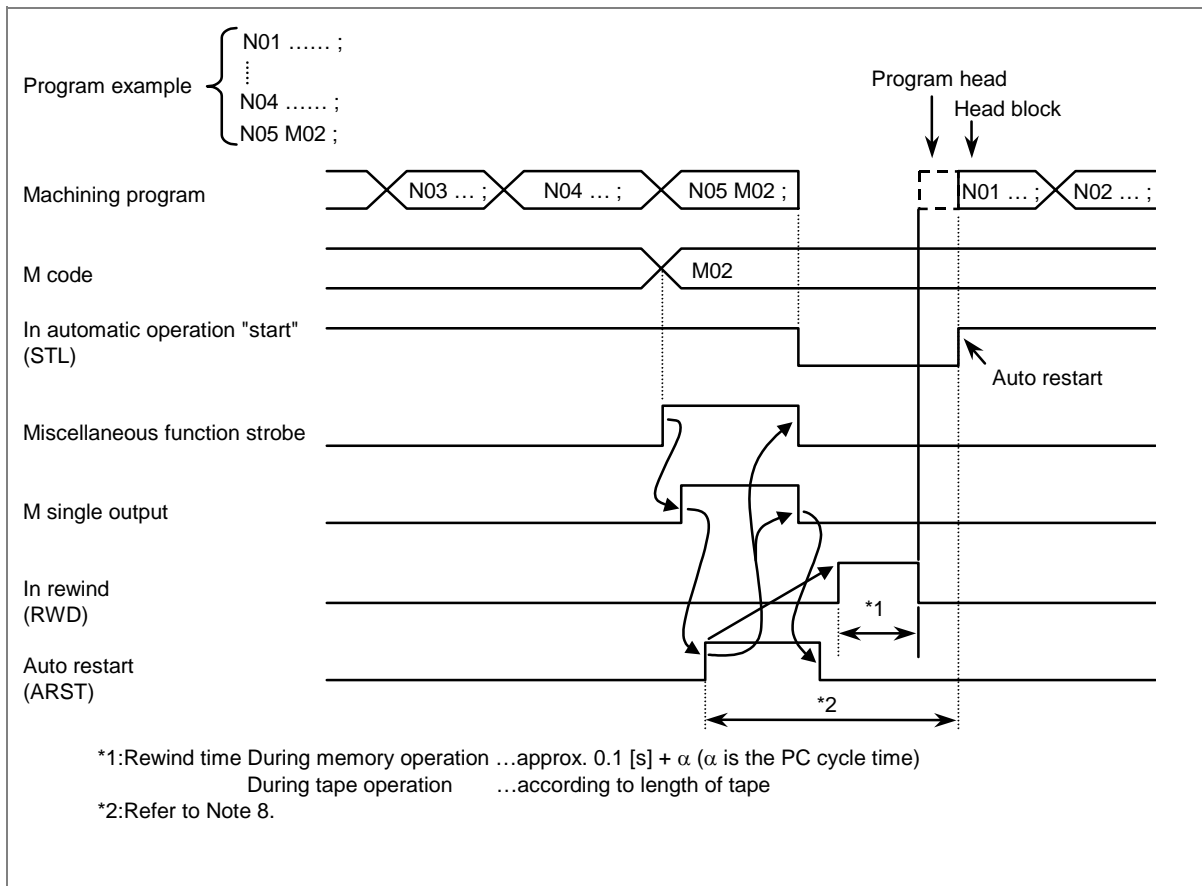 Program example
N01 …… ;
N04 …… ;
N05 M02 ;
Program head
Head block
Machining program
N03 … ;
N04 … ;
N05 M02 ;
N01 … ;
N02 … ;
M code
M02
In automatic operation "start"
(STL)
Auto restart
Miscellaneous function strobe
M single output
In rewind
(RWD)
*1
Auto restart
(ARST)
*2
*1:Rewind time During memory operation …approx. 0.1 [s] + α (α is the PC cycle time)
During tape operation …according to length of tape
*2:Refer to Note 8.